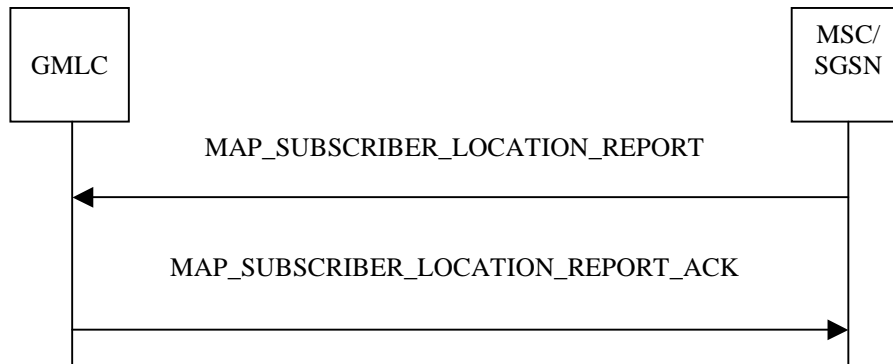 GMLC
MSC/
SGSN
MAP_SUBSCRIBER_LOCATION_REPORT
MAP_SUBSCRIBER_LOCATION_REPORT_ACK